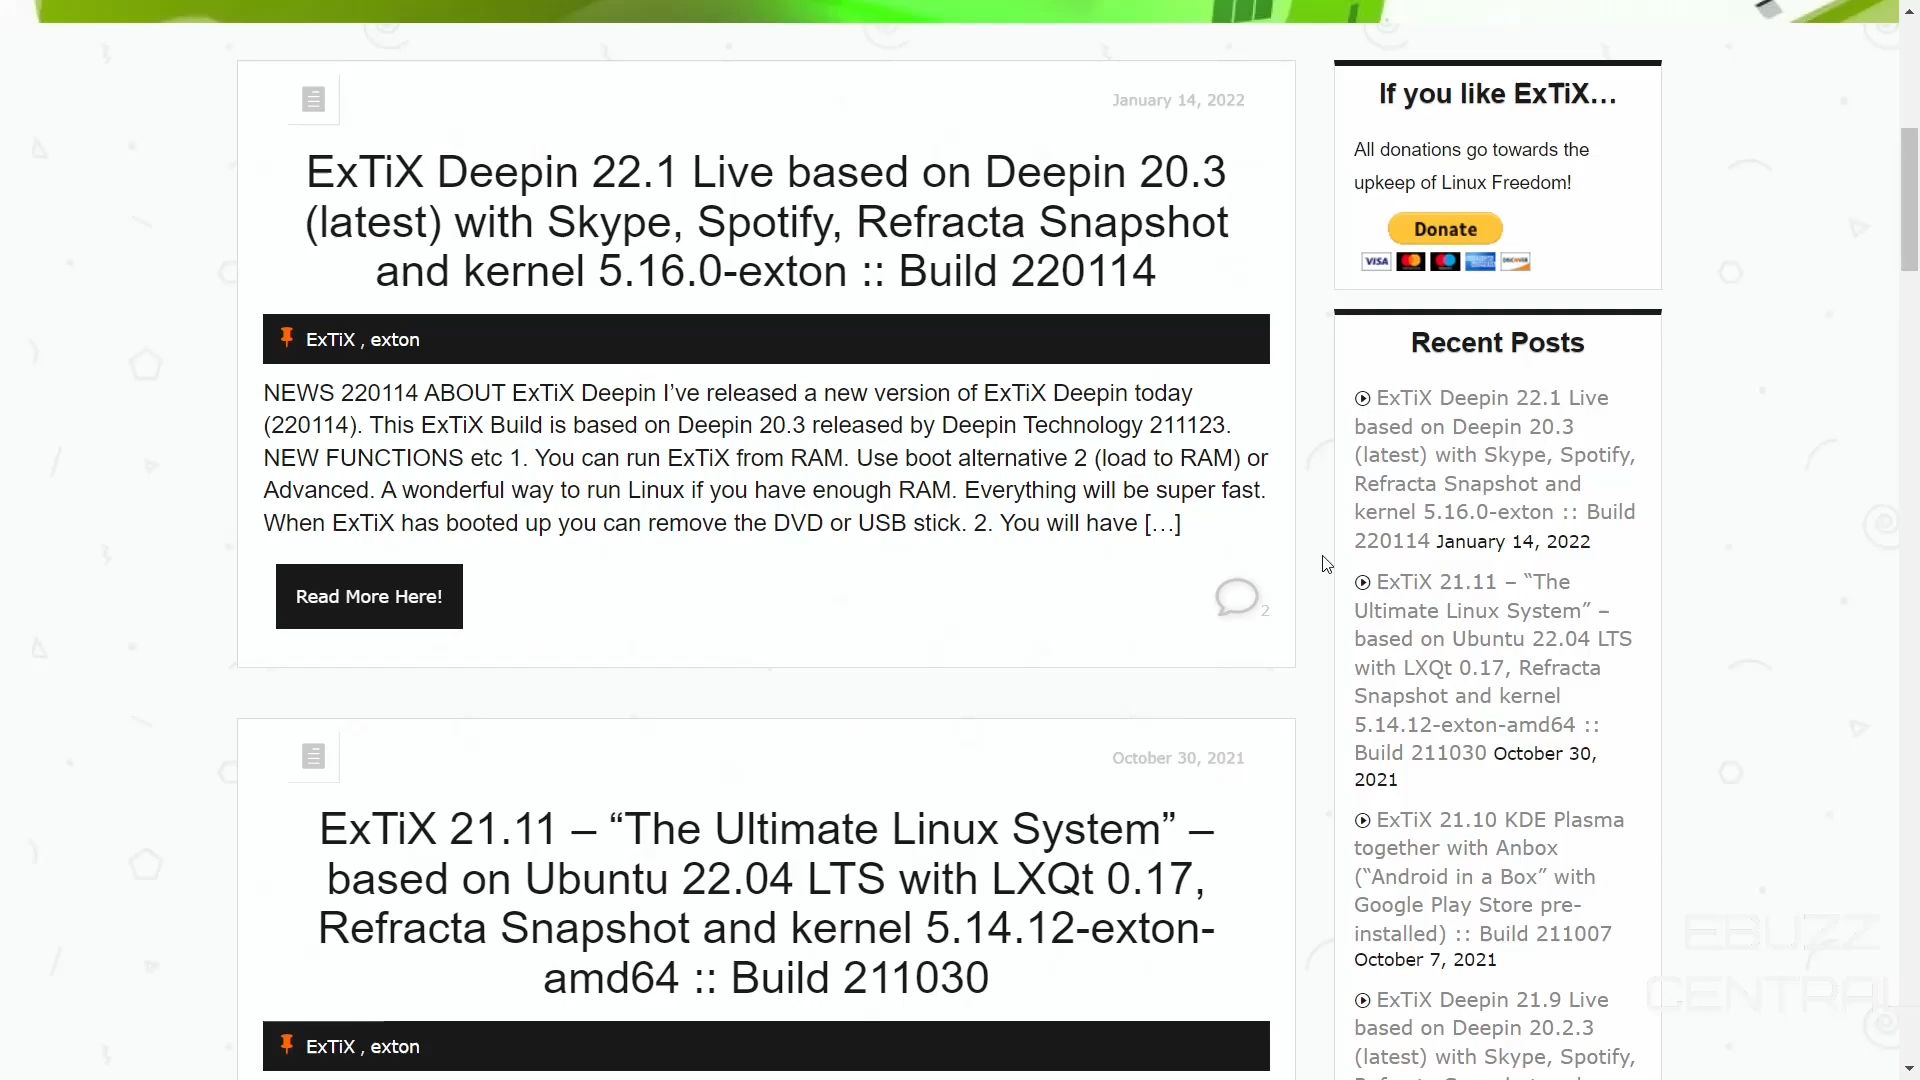 January 14, 2022
ExTiX Deepin 22.1 Live based on Deepin 20.3
(latest) with Skype, Spotify, Refracta Snapshot
and kernel 5.16.0-exton :: Build 220114
ExTiX , exton
NEWS 220114 ABOUT ExTiX Deepin I’ve released a new version of ExTiX Deepin today
(220114). This ExTiX Build is based on Deepin 20.3 released by Deepin Technology 211123.
NEW FUNCTIONS etc 1. You can run ExTiX from RAM. Use boot alternative 2 (load to RAM) or
Advanced. A wonderful way to run Linux if you have enough RAM. Everything will be super fast.
When ExTiX has booted up you can remove the DVD or USB stick. 2. You will have […]
Read More Here!
2
October 30, 2021
ExTiX 21.11 – “The Ultimate Linux System” –
based on Ubuntu 22.04 LTS with LXQt 0.17,
Refracta Snapshot and kernel 5.14.12-exton-
amd64 :: Build 211030
ExTiX , exton
If you like ExTiX…
All donations go towards the
upkeep of Linux Freedom!
Donate
VISA
DISCOVER
Recent Posts
ExTiX Deepin 22.1 Live
based on Deepin 20.3
(latest) with Skype, Spotify,
Refracta Snapshot and
kernel 5.16.0-exton :: Build
220114 January 14, 2022
ExTiX 21.11 – “The
Ultimate Linux System” –
based on Ubuntu 22.04 LTS
with LXQt 0.17, Refracta
Snapshot and kernel
5.14.12-exton-amd64 ::
Build 211030 October 30,
2021
ExTiX 21.10 KDE Plasma
together with Anbox
(“Android in a Box” with
Google Play Store pre-
installed) :: Build 211007
October 7, 2021
ExTiX Deepin 21.9 Live
based on Deepin 20.2.3
(latest) with Skype, Spotify,
EBUZZ
CENTRAL